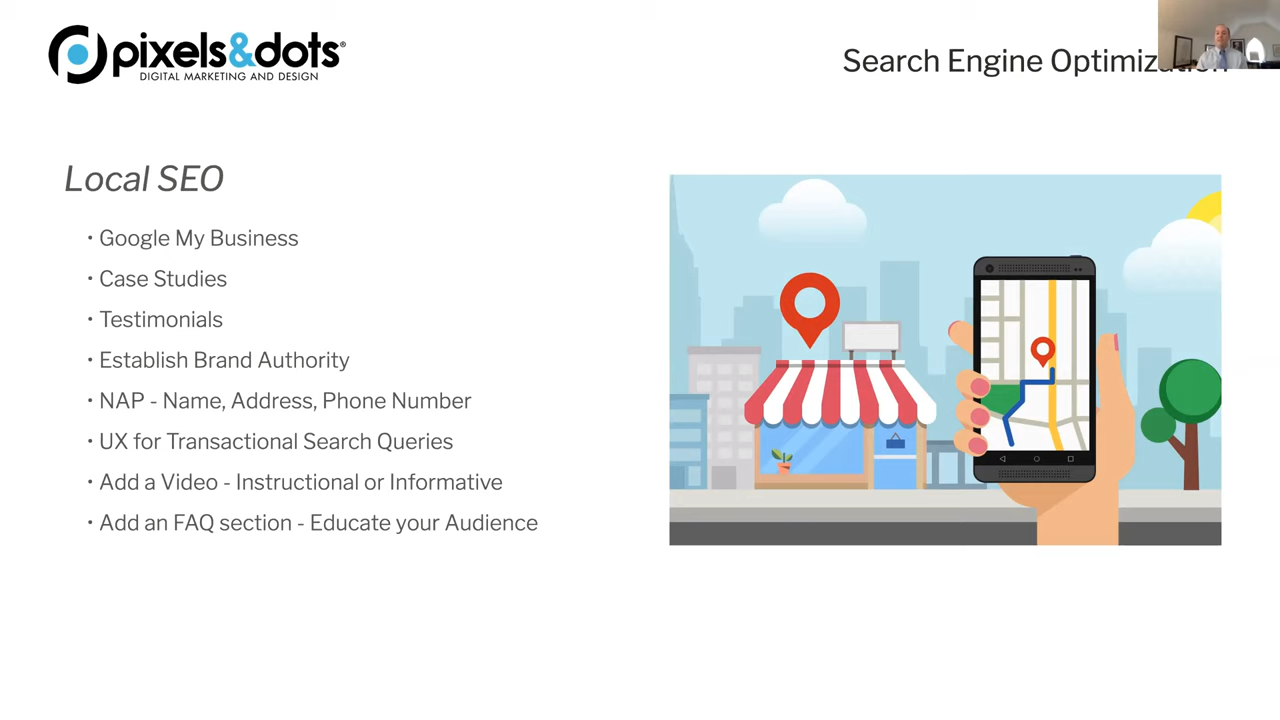 pixels&dots®
DIGITAL MARKETING AND DESIGN
Search Engine Optimization
Local SEO
• Google My Business
• Case Studies
• Testimonials
• Establish Brand Authority
• NAP - Name, Address, Phone Number
• UX for Transactional Search Queries
• Add a Video - Instructional or Informative
• Add an FAQ section - Educate your Audience